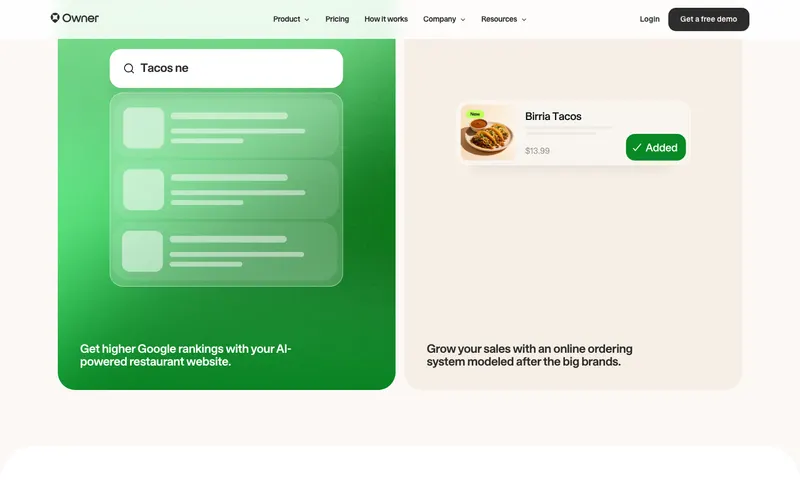 Owner
Product
Pricing
How it works
Company
Resources
Login
Get a free demo
Tacos ne
New
Birria Tacos
$13.99
Added
Get higher Google rankings with your AI-
powered restaurant website.
Grow your sales with an online ordering
system modeled after the big brands.